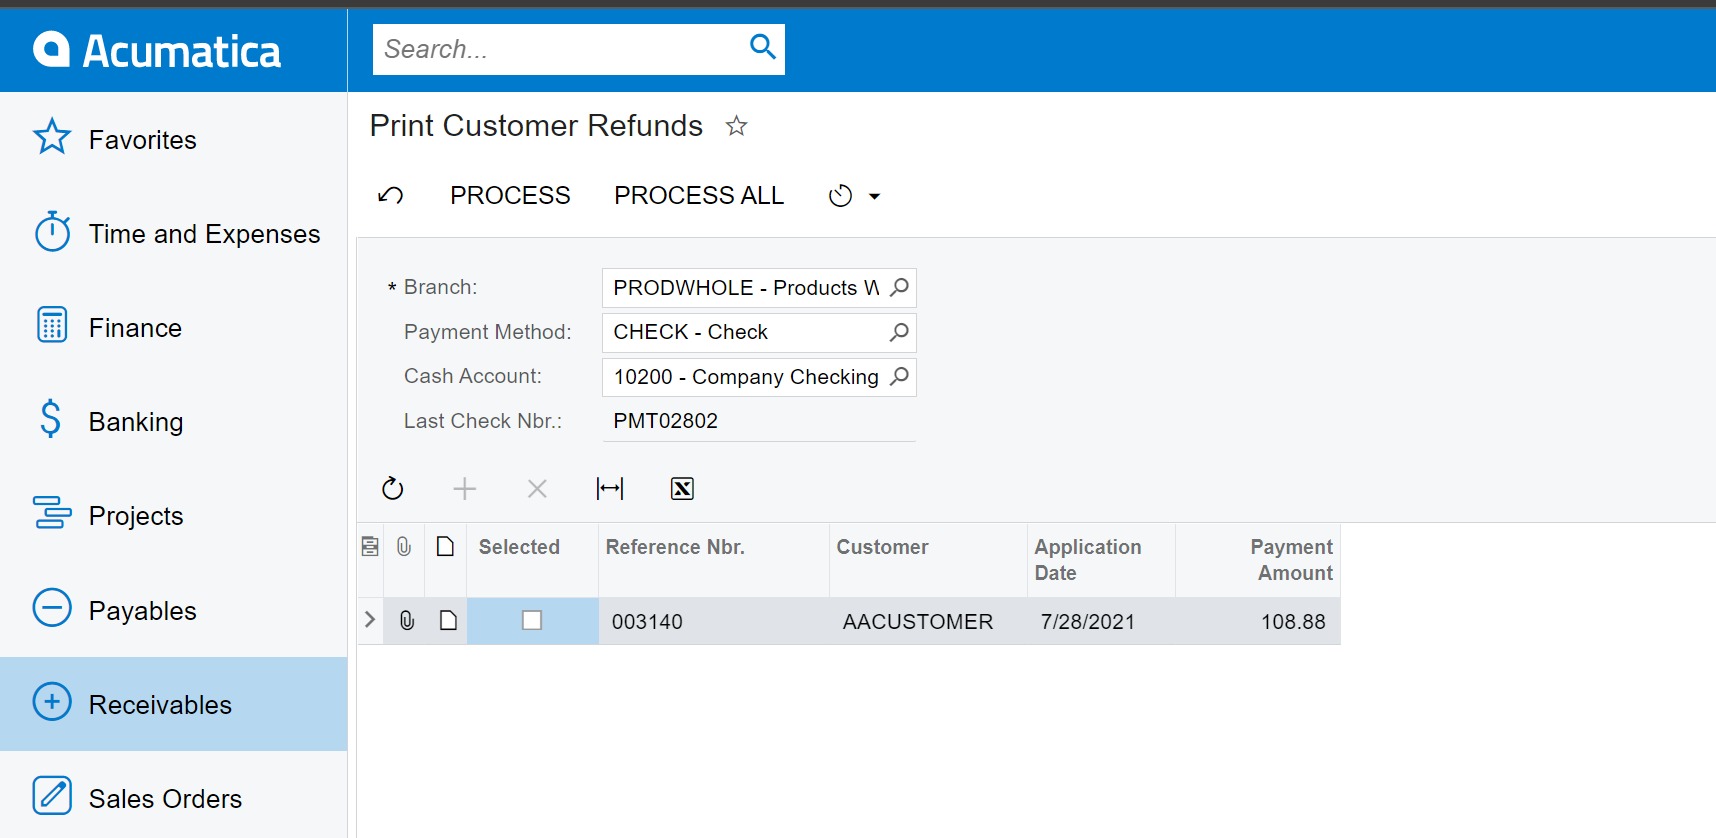 Acumatica
Search...
Favorites
Time and Expenses
Finance
Banking
Projects
Payables
Receivables
Sales Orders
Print Customer Refunds
PROCESS PROCESS ALL
* Branch: PRODWHOLE - Products W
Payment Method: CHECK - Check
Cash Account: 10200 - Company Checking
Last Check Nbr.: PMT02802
Selected Reference Nbr. Customer Application Date Payment Amount
003140 AACUSTOMER 7/28/2021 108.88